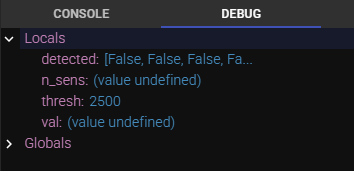 CONSOLE DEBUG
Locals
detected: [False, False, False, Fa...
n_sens: (value undefined)
thresh: 2500
val: (value undefined)
Globals